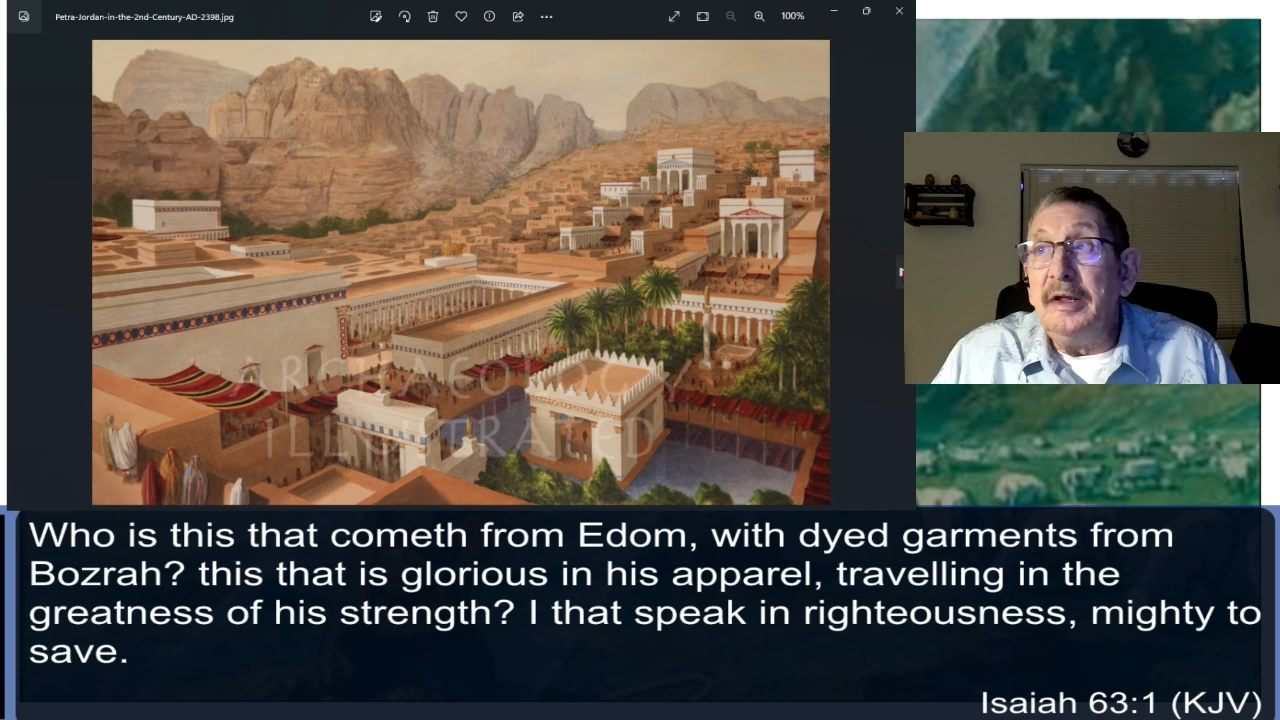 Petra-Jordan-in-the-2nd-Century-AD-2398.jpg
100%
ARCHAEOLOGY
ILLUSTRATED
Who is this that cometh from Edom, with dyed garments from
Bozrah? this that is glorious in his apparel, travelling in the
greatness of his strength? I that speak in righteousness, mighty to
save.
Isaiah 63:1 (KJV)